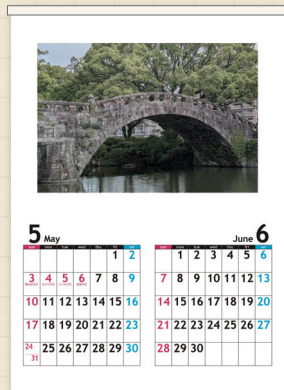 5 May
sun mon tue wed thu fri sat
1 2
3 4 5 6 7 8 9
10 11 12 13 14 15 16
17 18 19 20 21 22 23
24 25 26 27 28 29 30
31
June 6
sun mon tue wed thu fri sat
1 2 3 4 5 6
7 8 9 10 11 12 13
14 15 16 17 18 19 20
21 22 23 24 25 26 27
28 29 30